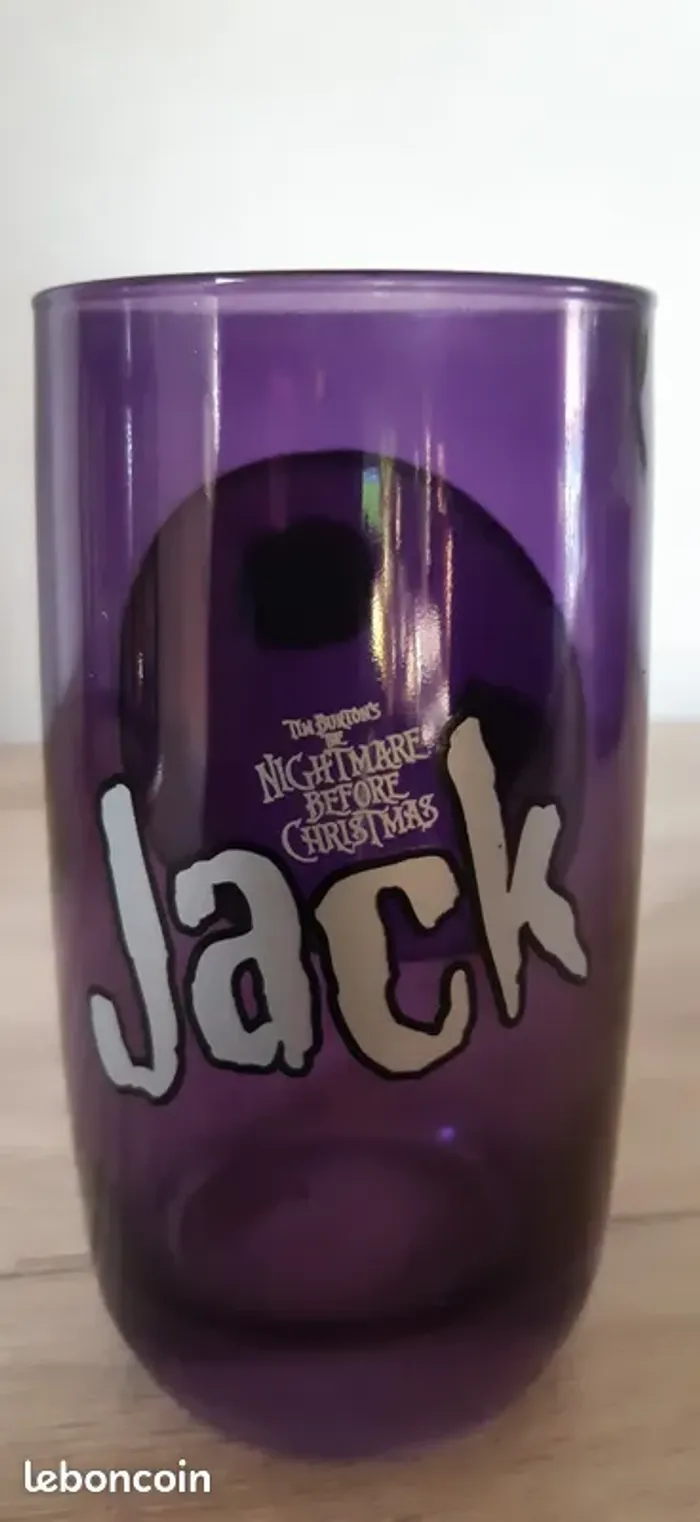 TIM BURTON'S
THE
NIGHTMARE
BEFORE
CHRISTMAS
Jack
leboncoin